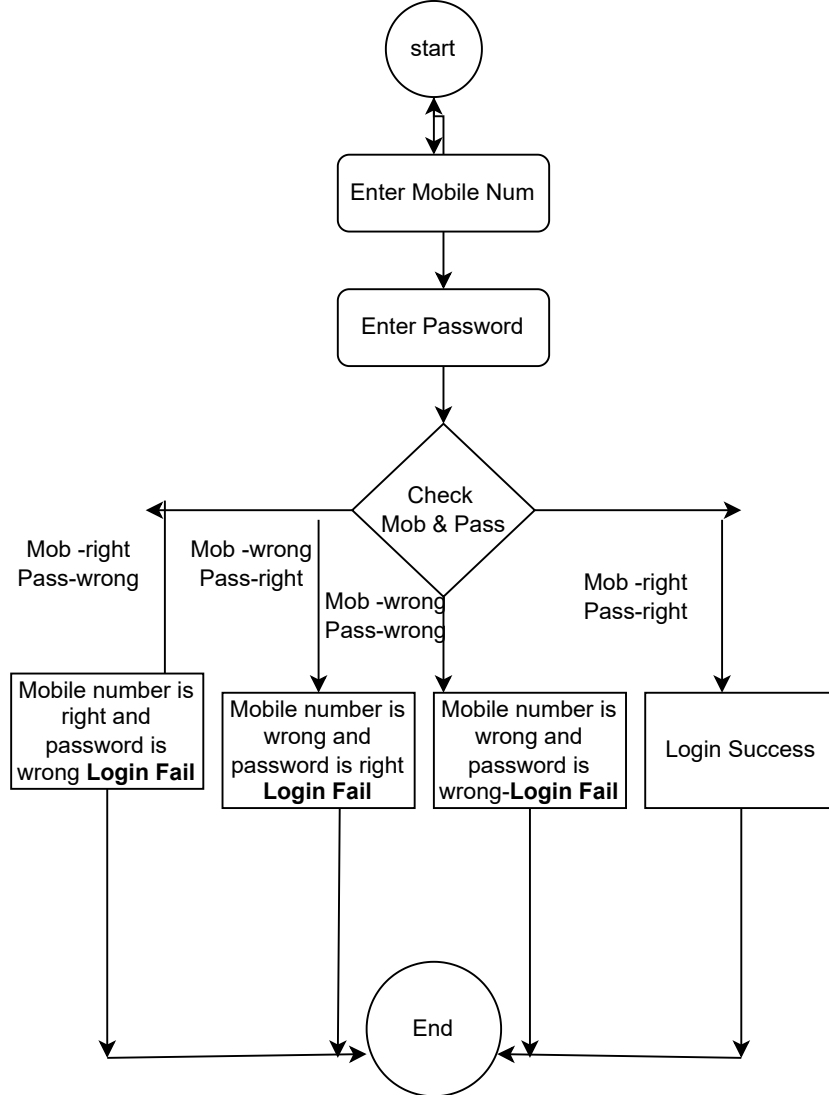 start
Enter Mobile Num
Enter Password
Check
Mob & Pass
Mob -right
Pass-wrong
Mob -wrong
Pass-right
Mob -wrong
Pass-wrong
Mob -right
Pass-right
Mobile number is
right and
password is
wrong Login Fail
Mobile number is
wrong and
password is right
Login Fail
Mobile number is
wrong and
password is
wrong-Login Fail
Login Success
End